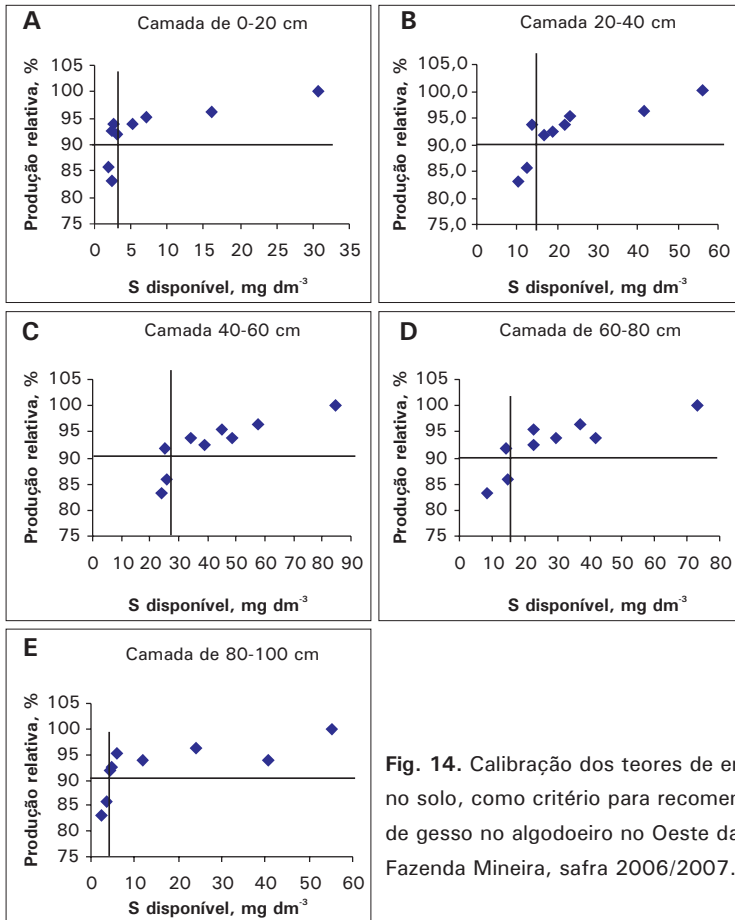 A
Camada de 0-20 cm
Produção relativa, %
105
100
95
90
85
80
75
0 5 10 15 20 25 30 35
S disponível, mg dm-3
B
Camada 20-40 cm
Produção relativa, %
105,0
100,0
95,0
90,0
85,0
80,0
75,0
0 10 20 30 40 50 60
S disponível, mg dm-3
C
Camada 40-60 cm
Produção relativa, %
105
100
95
90
85
80
75
0 10 20 30 40 50 60 70 80 90
S disponível, mg dm-3
D
Camada de 60-80 cm
Produção relativa, %
105
100
95
90
85
80
75
0 10 20 30 40 50 60 70 80
S disponível, mg dm-3
E
Camada de 80-100 cm
Produção relativa, %
105
100
95
90
85
80
75
0 10 20 30 40 50 60
S disponível, mg dm-3
Fig. 14. Calibração dos teores de
no solo, como critério para
de gesso no algodoeiro no Oeste da
Fazenda Mineira, safra 2006/2007.